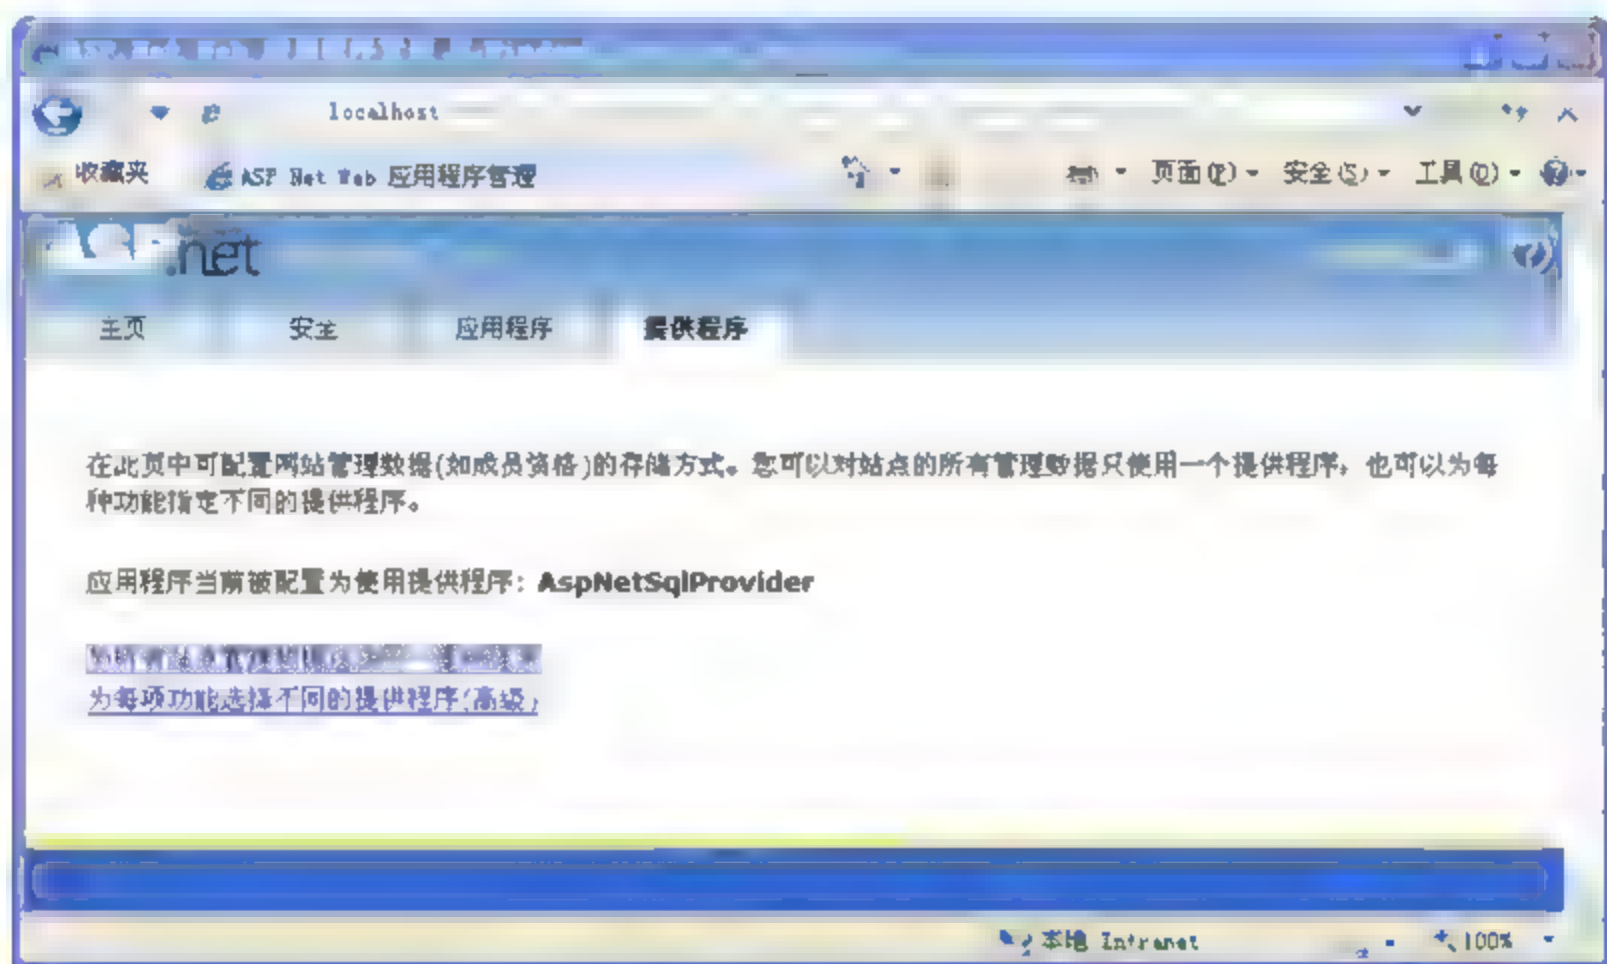 localhost
收藏夹 ASP Net Web 应用程序管理 页面(P) 安全(S) 工具(O)
.net
主页 安全 应用程序 提供程序
在此页中可配置网站管理数据(如成员资格)的存储方式。您可以对站点的所有管理数据只使用一个提供程序，也可以为每
种功能指定不同的提供程序。
应用程序当前被配置为使用提供程序：AspNetSqlProvider
为每项功能选择不同的提供程序(高级)
本地 Intranet 100%